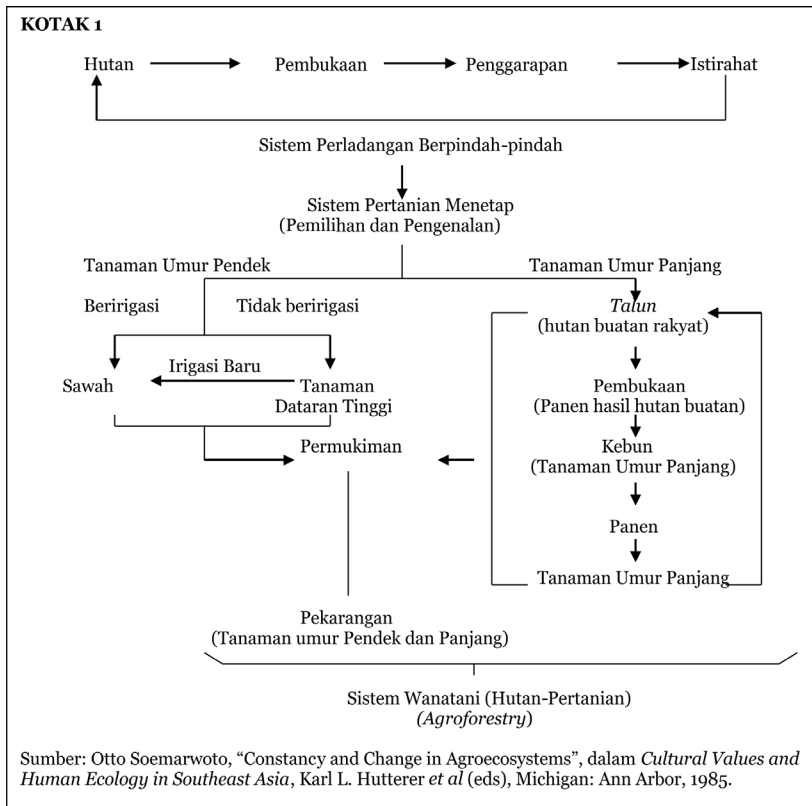 KOTAK 1
Hutan Pembukaan Penggarapan Istirahat
Sistem Perladangan Berpindah-pindah
Sistem Pertanian Menetap
(Pemilihan dan Pengenalan)
Tanaman Umur Pendek
Tanaman Umur Panjang
Beririgasi
Tidak beririgasi
Sawah
Irigasi Baru
Tanaman
Dataran Tinggi
Talun
(hutan buatan rakyat)
Pembukaan
(Panen hasil hutan buatan)
Kebun
(Tanaman Umur Panjang)
Panen
Tanaman Umur Panjang
Permukiman
Pekarangan
(Tanaman umur Pendek dan Panjang)
Sistem Wanatani (Hutan-Pertanian)
(Agroforestry)
Sumber: Otto Soemarwoto, “Constancy and Change in Agroecosystems”, dalam Cultural Values and
Human Ecology in Southeast Asia, Karl L. Hutterer et al (eds), Michigan: Ann Arbor, 1985.